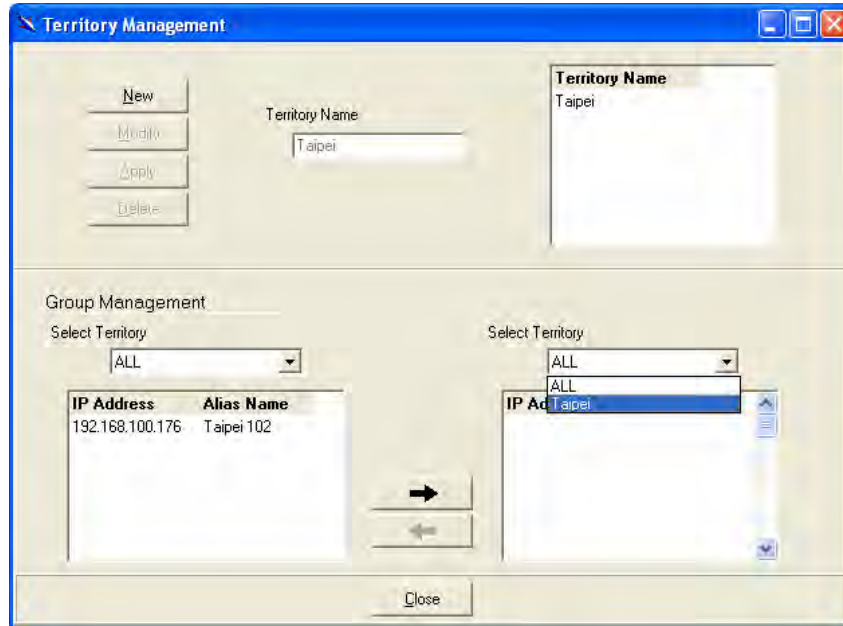 Territory Management
New
Modify
Apply
Delete
Territory Name
Taipei
Territory Name
Taipei
Group Management
Select Territory
ALL
IP Address Alias Name
192.168.100.176 Taipei 102
Select Territory
ALL
ALL
Taipei
IP Ad
Close